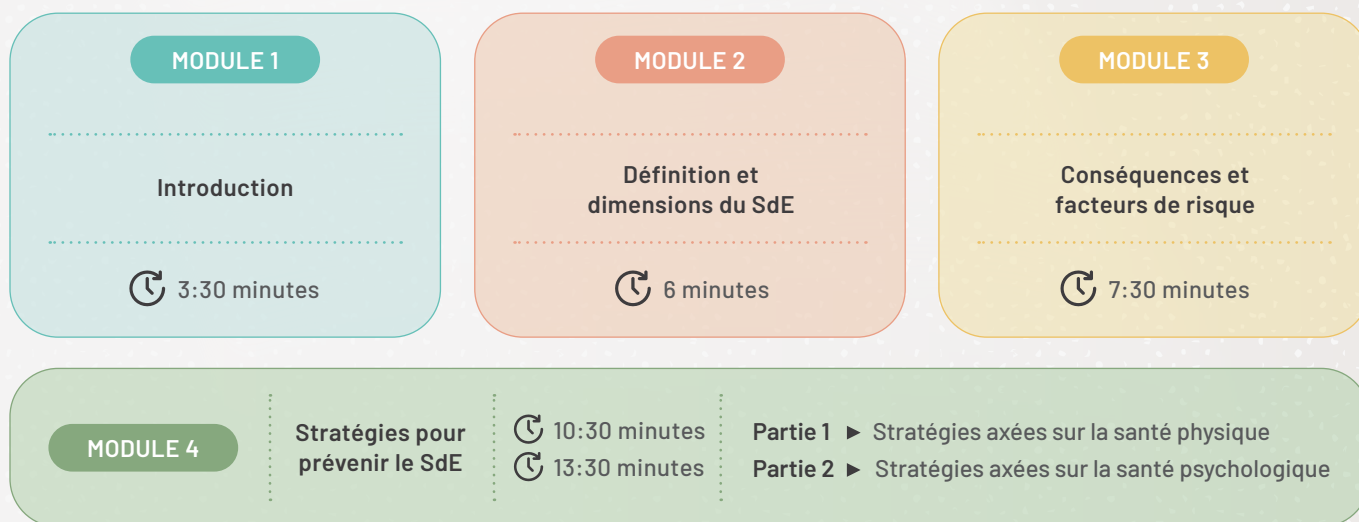 MODULE 1
Introduction
3:30 minutes
MODULE 2
Définition et
dimensions du SdE
6 minutes
MODULE 3
Conséquences et
facteurs de risque
7:30 minutes
MODULE 4
Stratégies pour
prévenir le SdE
10:30 minutes
13:30 minutes
Partie 1 ► Stratégies axées sur la santé physique
Partie 2 ► Stratégies axées sur la santé psychologique